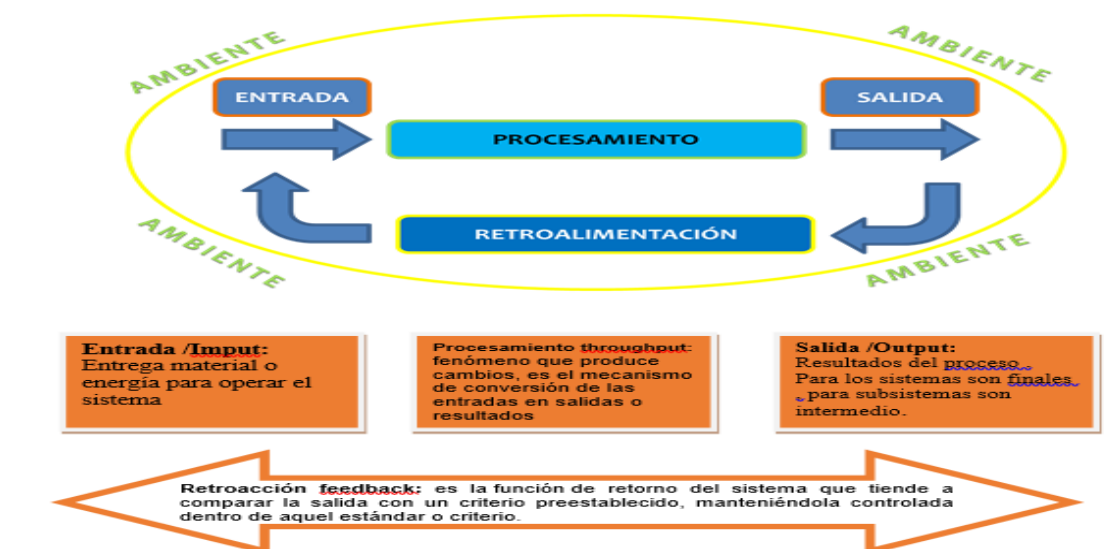 AMBIENTE
AMBIENTE
ENTRADA
SALIDA
PROCESAMIENTO
RETROALIMENTACIÓN
AMBIENTE
AMBIENTE
Entrada /Imput:
Entrega material o
energía para operar el
sistema
Procesamiento throughput:
fenómeno que produce
cambios, es el mecanismo
de conversión de las
entradas en salidas o
resultados
Salida /Output:
Resultados del proceso
Para los sistemas son finales
, para subsistemas son
intermedio.
Retroacción feedback: es la función de retorno del sistema que tiende a
comparar la salida con un criterio preestablecido, manteniéndola controlada
dentro de aquel estándar o criterio.